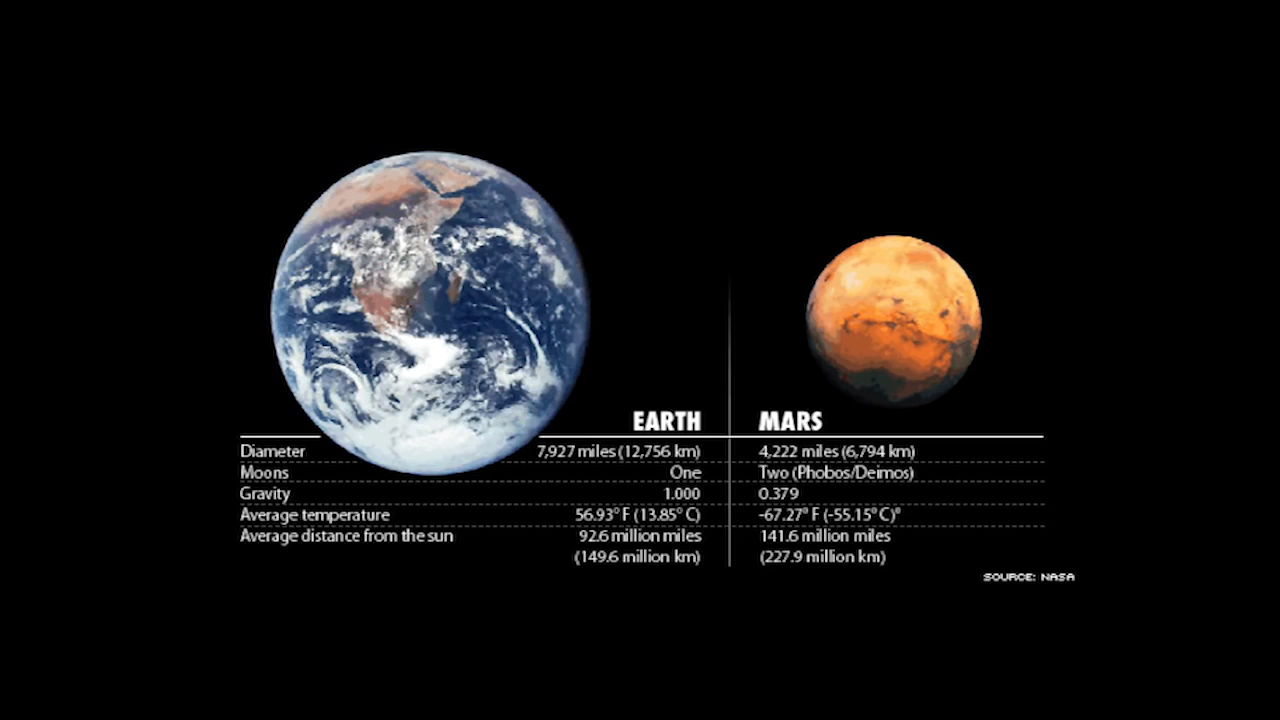 EARTH MARS
Diameter 7,927 miles (12,756 km) 4,222 miles (6,794 km)
Moons One Two (Phobos/Deimos)
Gravity 1.000 0.379
Average temperature 56.93° F (13.85° C) -67.27° F (-55.15° C)°
Average distance from the sun 92.6 million miles 141.6 million miles
(149.6 million km) (227.9 million km)
SOURCE: NASA